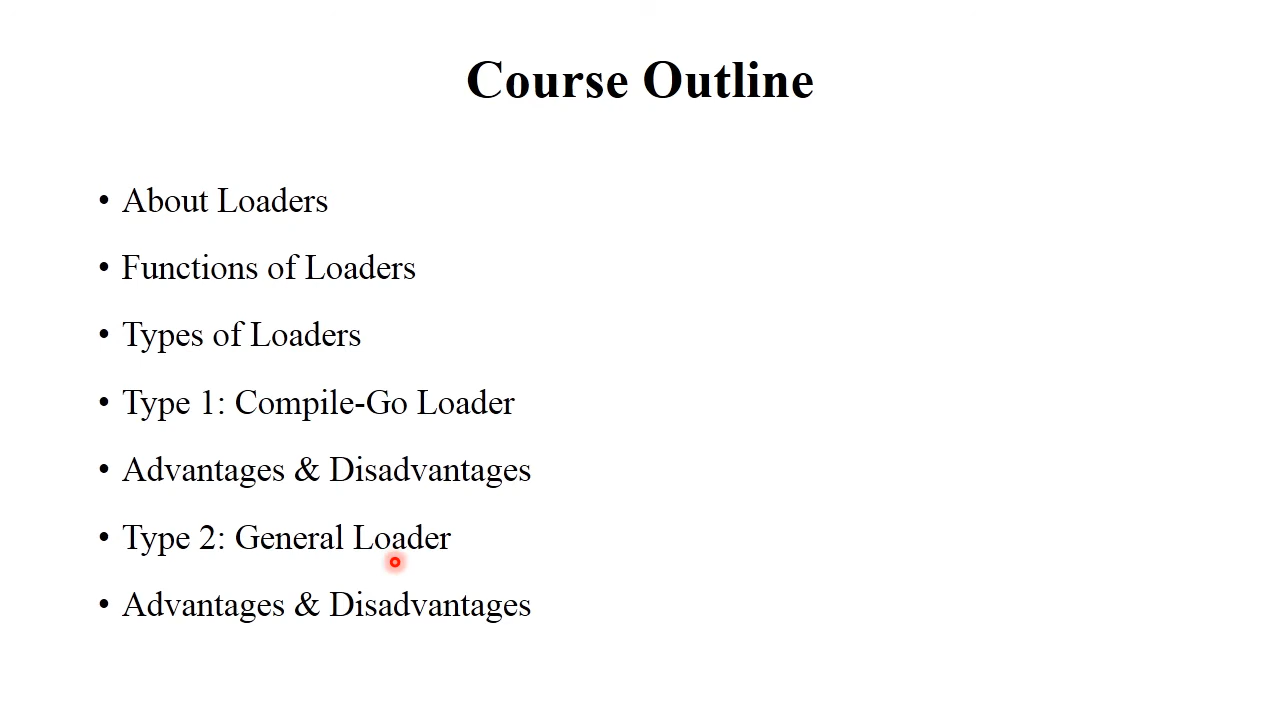 Course Outline
• About Loaders
• Functions of Loaders
• Types of Loaders
• Type 1: Compile-Go Loader
• Advantages & Disadvantages
• Type 2: General Loader
• Advantages & Disadvantages